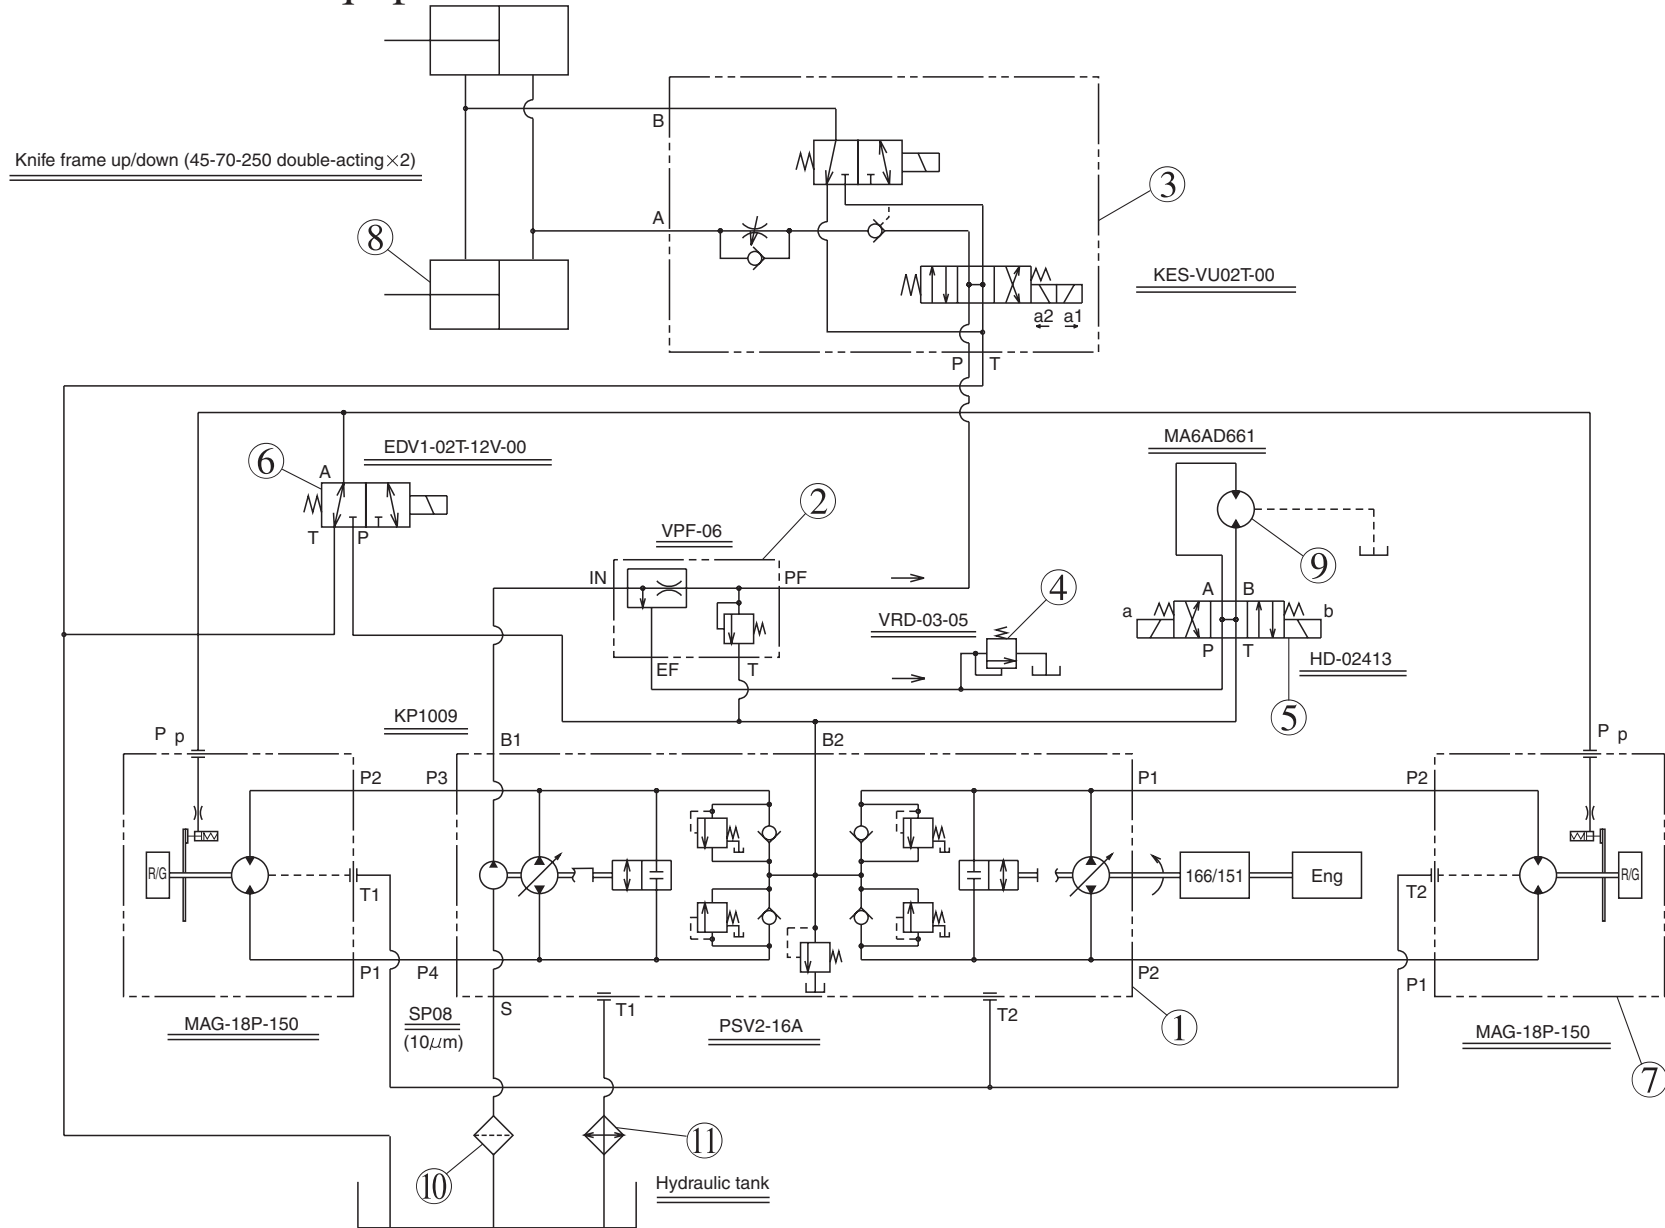 B
Knife frame up/down (45-70-250 double-acting×2)
3
A
8
KES-VU02T-00
a2 a1
P T
MA6AD661
6
EDV1-02T-12V-00
A
2
VPF-06
T P
9
IN PF
4
A B
a b
VRD-03-05
P T
HD-02413
EF T
KP1009
5
P p
B1 B2
P p
P2 P3
P1 P2
R/G
166/151
Eng
R/G
T1
T2
P1 P4
P2 P1
S T1 T2
MAG-18P-150
SP08
(10μm)
PSV2-16A
1
MAG-18P-150
7
11
10
Hydraulic tank